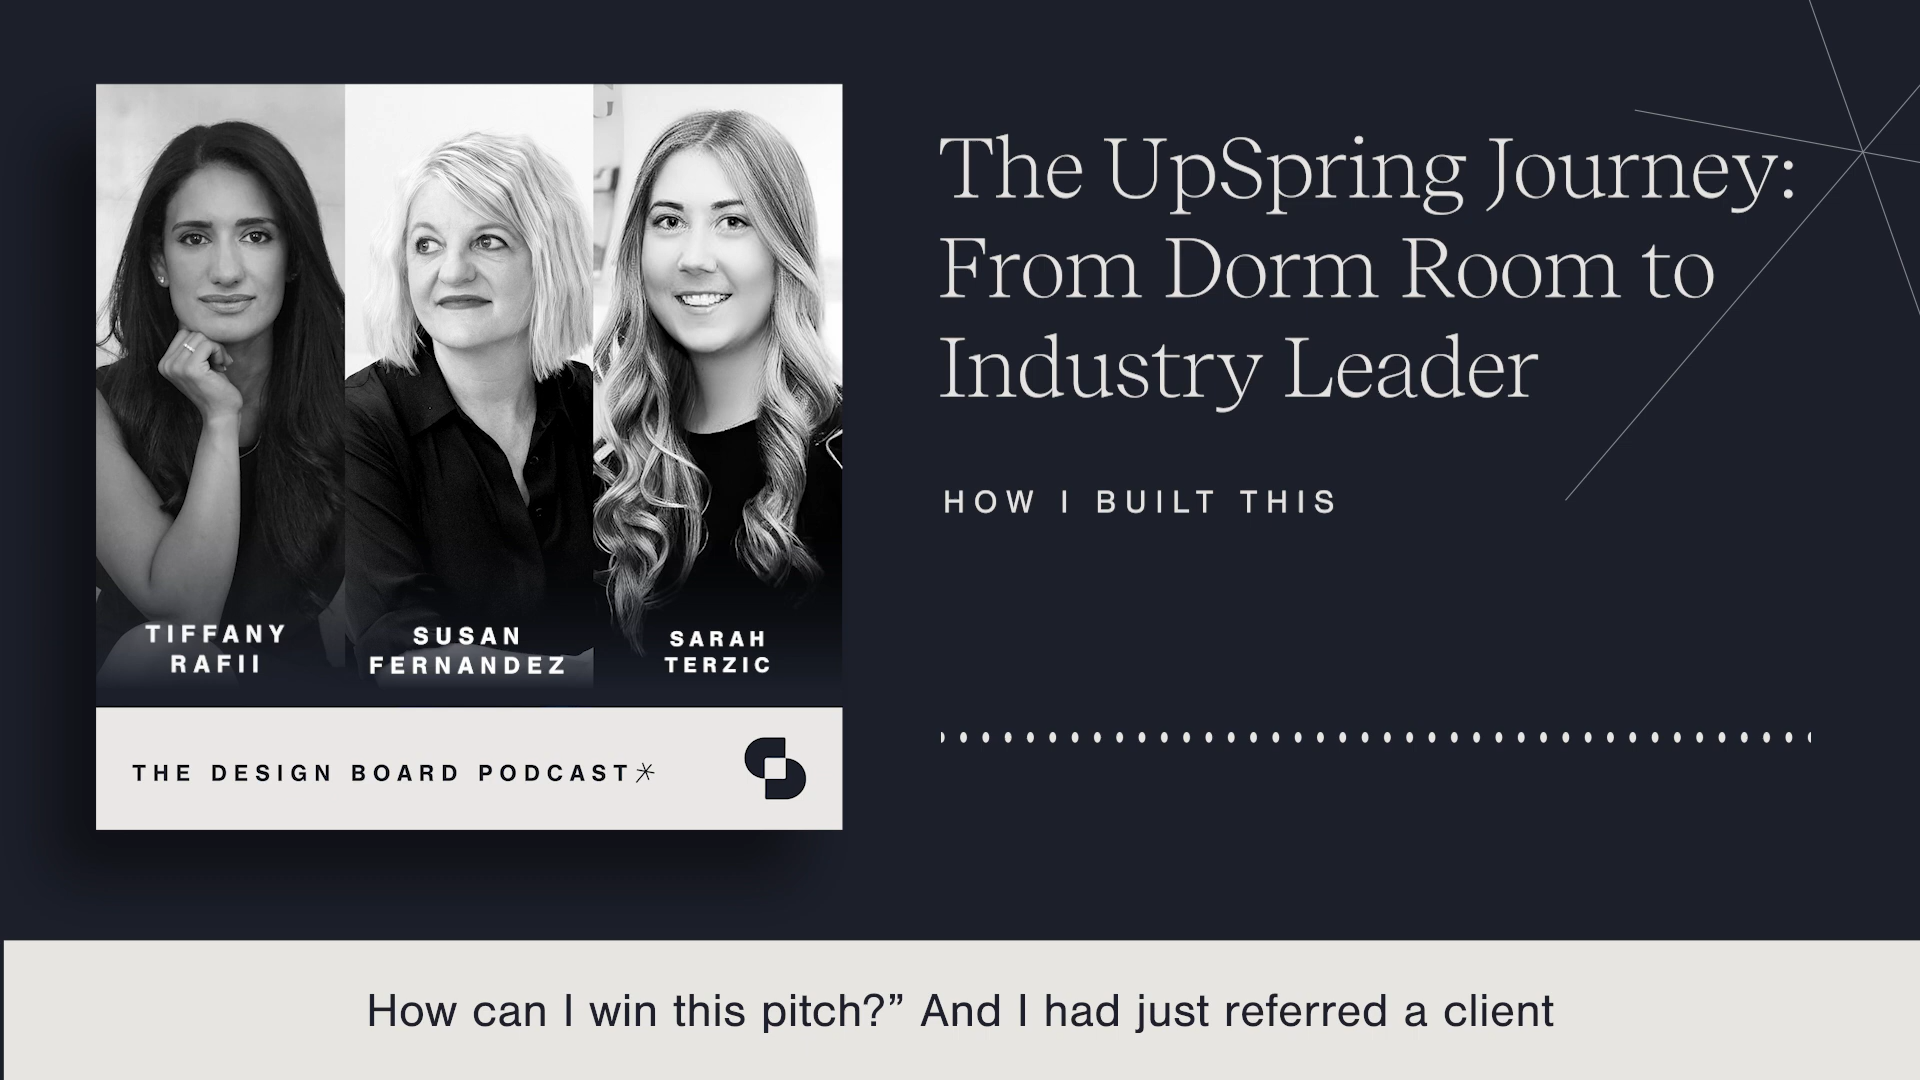 TIFFANY
RAFII
SUSAN
FERNANDEZ
SARAH
TERZIC
THE DESIGN BOARD PODCAST
The UpSpring Journey:
From Dorm Room to
Industry Leader
HOW I BUILT THIS
How can I win this pitch?” And I had just referred a client